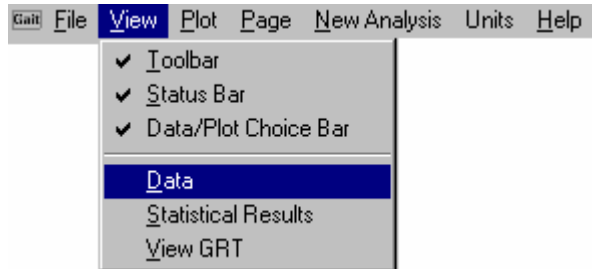 Gait File View Plot Page New Analysis Units Help
Toolbar
Status Bar
Data/Plot Choice Bar
Data
Statistical Results
View GRT